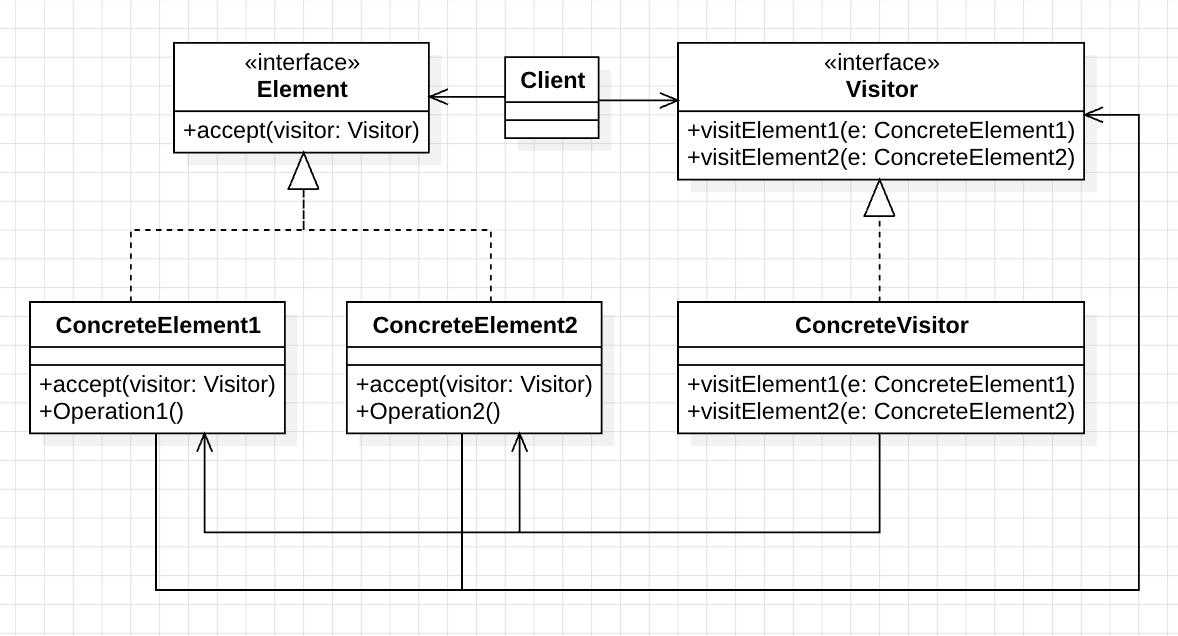 «interface»
Element
+accept(visitor: Visitor)
Client
«interface»
Visitor
+visitElement1(e: ConcreteElement1)
+visitElement2(e: ConcreteElement2)
ConcreteElement1
+accept(visitor: Visitor)
+Operation1()
ConcreteElement2
+accept(visitor: Visitor)
+Operation2()
ConcreteVisitor
+visitElement1(e: ConcreteElement1)
+visitElement2(e: ConcreteElement2)